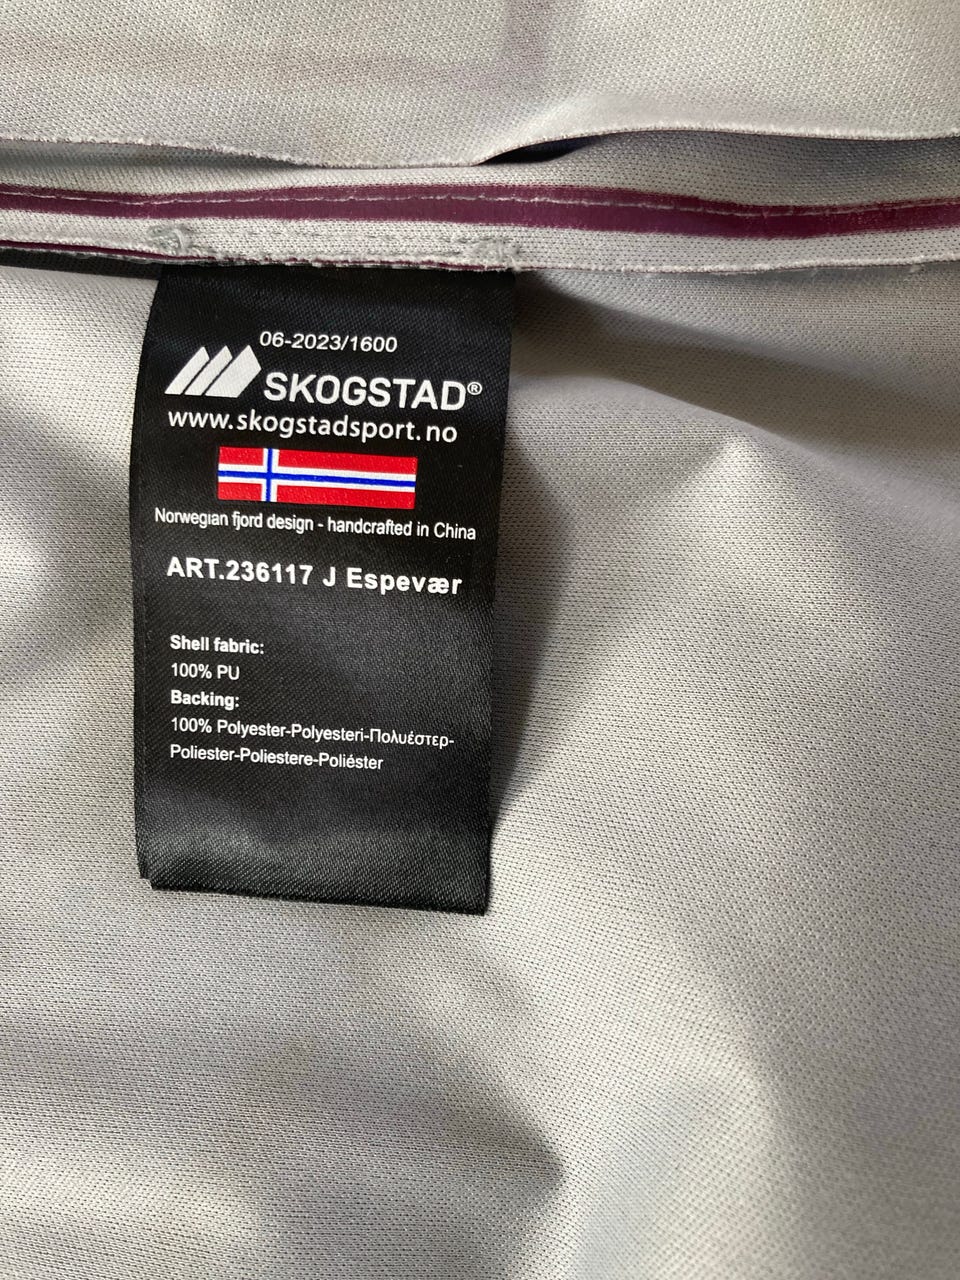 06-2023/1600
SKOGSTAD®
www.skogstadsport.no
Norwegian fjord design - handcrafted in China
ART.236117 J Espevær
Shell fabric:
100% PU
Backing:
100% Polyester-Polyesteri-Πολυέστερ-
Poliester-Poliestere-Poliéster